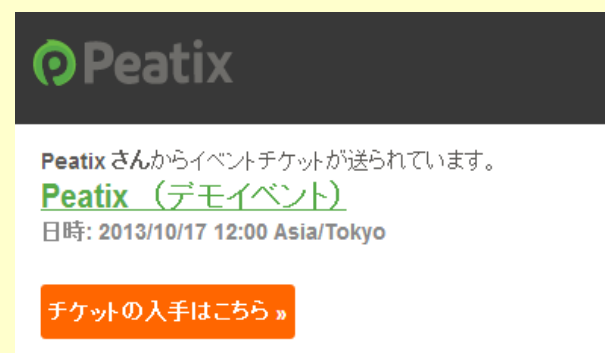 Peatix
Peatix さんからイベントチケットが送られています。
Peatix （デモイベント）
日時: 2013/10/17 12:00 Asia/Tokyo
チケットの入手はこちら »